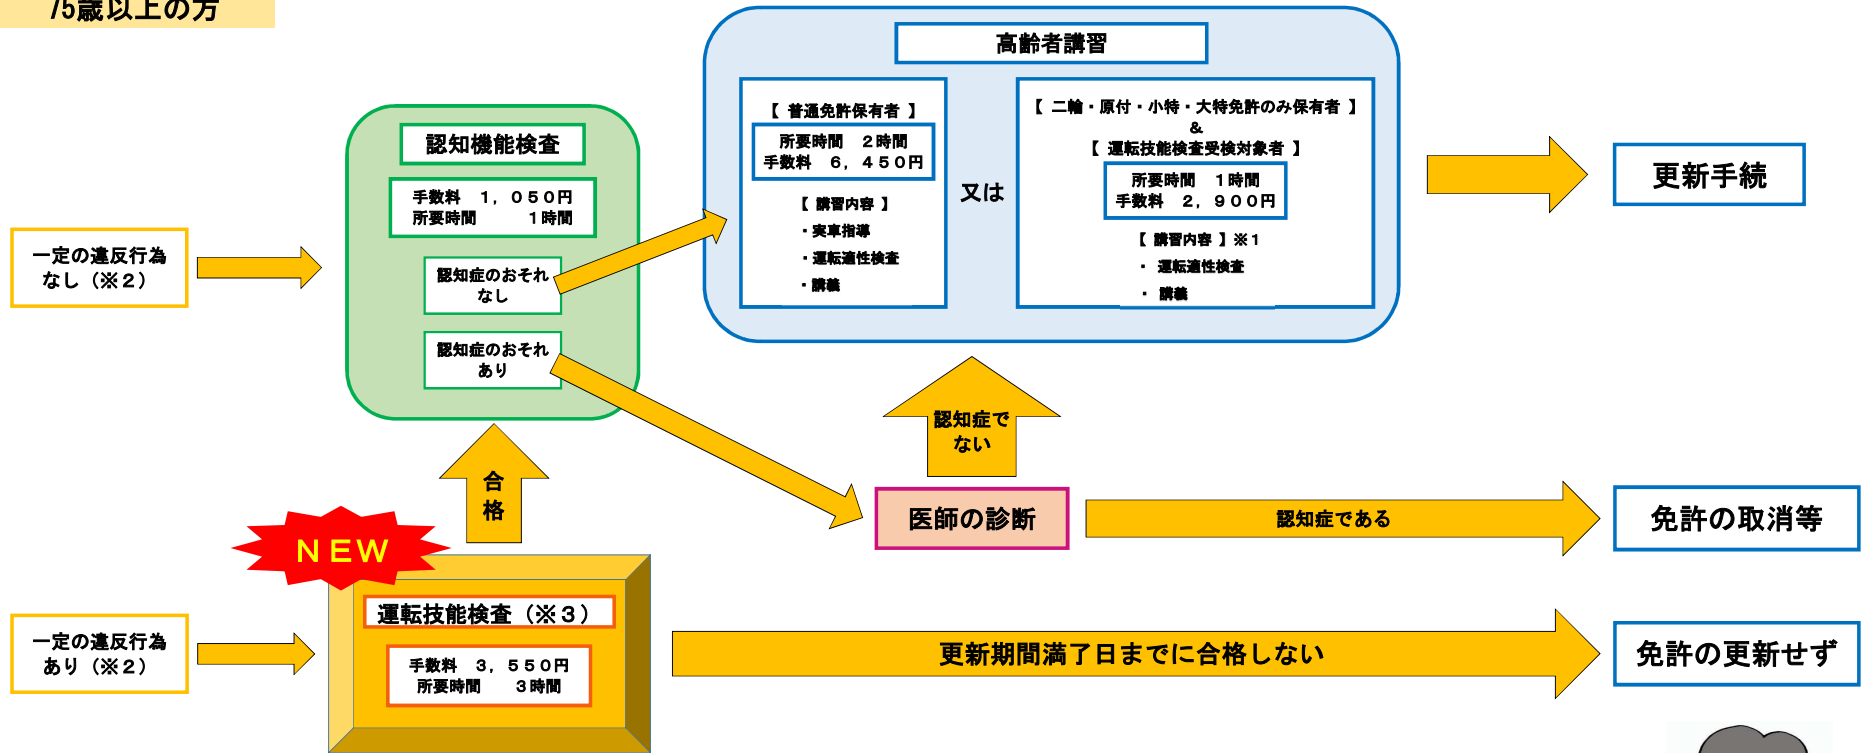 75歳以上の方
高齢者講習
【 普通免許保有者 】
所要時間　2時間
手数料　6，450円
【 講習内容 】
・実車指導
・運転適性検査
・講義
又は
【 二輪・原付・小特・大特免許のみ保有者 】
＆
【 運転技能検査受検対象者 】
所要時間　1時間
手数料　2，900円
【 講習内容 】※1
・ 運転適性検査
・ 講義
更新手続
認知機能検査
手数料　1，050円
所要時間　　1時間
認知症のおそれ
なし
認知症のおそれ
あり
一定の違反行為
なし（※2）
認知症で
ない
合
格
医師の診断
認知症である
免許の取消等
NEW
運転技能検査（※3）
手数料　3，550円
所要時間　　3時間
一定の違反行為
あり（※2）
更新期間満了日までに合格しない
免許の更新せず